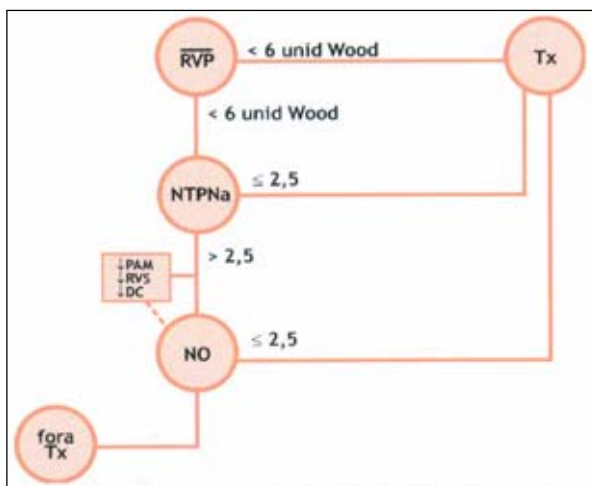 RVP
< 6 unid Wood
Tx
< 6 unid Wood
NTPNa
≤ 2,5
> 2,5
↓PAM
↓RVS
↓DC
NO
≤ 2,5
fora
Tx